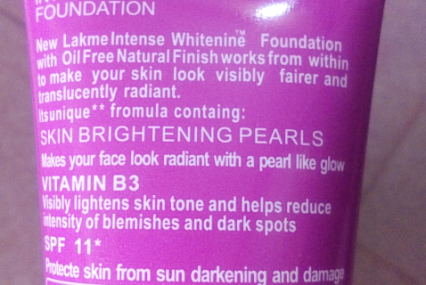 FOUNDATION
New Lakme Intense Whitenine™ Foundation
with Oil Free Natural Finish works from within
to make your skin look visibly fairer and
translucently radiant.
Its unique** fromula containg:
SKIN BRIGHTENING PEARLS
Makes your face look radiant with a pearl like glow
VITAMIN B3
Visibly lightens skin tone and helps reduce
intensity of blemishes and dark spots
SPF 11*
Protecte skin from sun darkening and damage